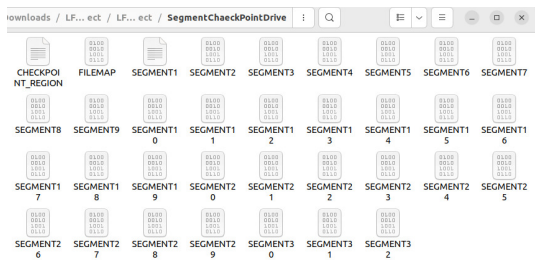 ownloads / LF... ect / LF... ect / SegmentChaeckPointDrive
CHECKPOI
NT_REGION
FILEMAP
SEGMENT1
SEGMENT2
SEGMENT3
SEGMENT4
SEGMENT5
SEGMENT6
SEGMENT7
SEGMENT8
SEGMENT9
SEGMENT1
0
SEGMENT1
1
SEGMENT1
2
SEGMENT1
3
SEGMENT1
4
SEGMENT1
5
SEGMENT1
6
SEGMENT1
7
SEGMENT1
8
SEGMENT1
9
SEGMENT2
0
SEGMENT2
1
SEGMENT2
2
SEGMENT2
3
SEGMENT2
4
SEGMENT2
5
SEGMENT2
6
SEGMENT2
7
SEGMENT2
8
SEGMENT2
9
SEGMENT3
0
SEGMENT3
1
SEGMENT3
2